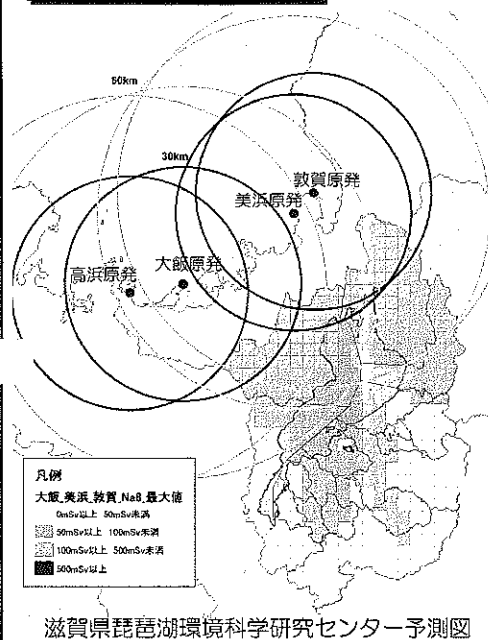 50km
30km
敦賀原発
美浜原発
大飯原発
高浜原発
凡例
大飯_美浜_敦賀_NaB_最大値
0mSv以上 50mSv未満
50mSv以上 100mSv未満
100mSv以上 500mSv未満
500mSv以上
滋賀県琵琶湖環境科学研究センター予測図